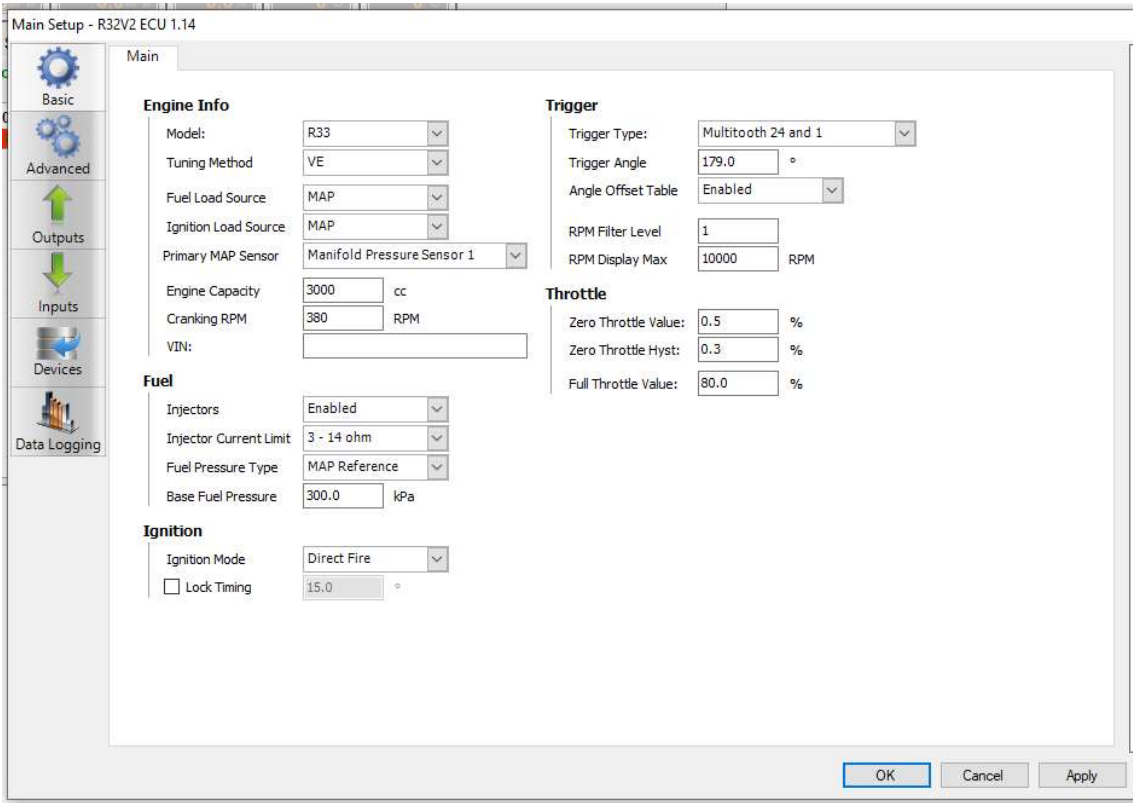 Main Setup - R32V2 ECU 1.14
Basic
Advanced
Outputs
Inputs
Devices
Data Logging
Main
Engine Info
Model: R33
Tuning Method VE
Fuel Load Source MAP
Ignition Load Source MAP
Primary MAP Sensor Manifold Pressure Sensor 1
Engine Capacity 3000 cc
Cranking RPM 380 RPM
VIN:
Fuel
Injectors Enabled
Injector Current Limit 3 - 14 ohm
Fuel Pressure Type MAP Reference
Base Fuel Pressure 300.0 kPa
Ignition
Ignition Mode Direct Fire
Lock Timing 15.0 °
Trigger
Trigger Type: Multitooth 24 and 1
Trigger Angle 179.0 °
Angle Offset Table Enabled
RPM Filter Level 1
RPM Display Max 10000 RPM
Throttle
Zero Throttle Value: 0.5 %
Zero Throttle Hyst: 0.3 %
Full Throttle Value: 80.0 %
OK Cancel Apply